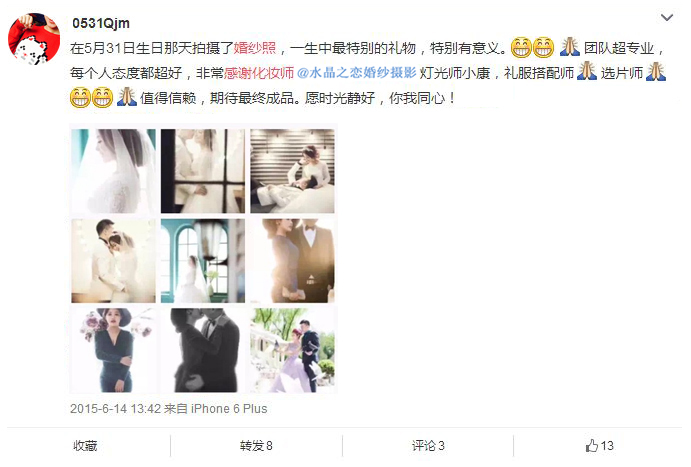 0531Qjm
在5月31日生日那天拍摄了婚纱照，一生中最特别的礼物，特别有意义。团队超专业，
每个人态度都超好，非常感谢化妆师@水晶之恋婚纱摄影 灯光师小康，礼服搭配师 选片师
值得信赖，期待最终成品。愿时光静好，你我同心！
2015-6-14 13:42 来自 iPhone 6 Plus
收藏 转发 8 评论 3 13